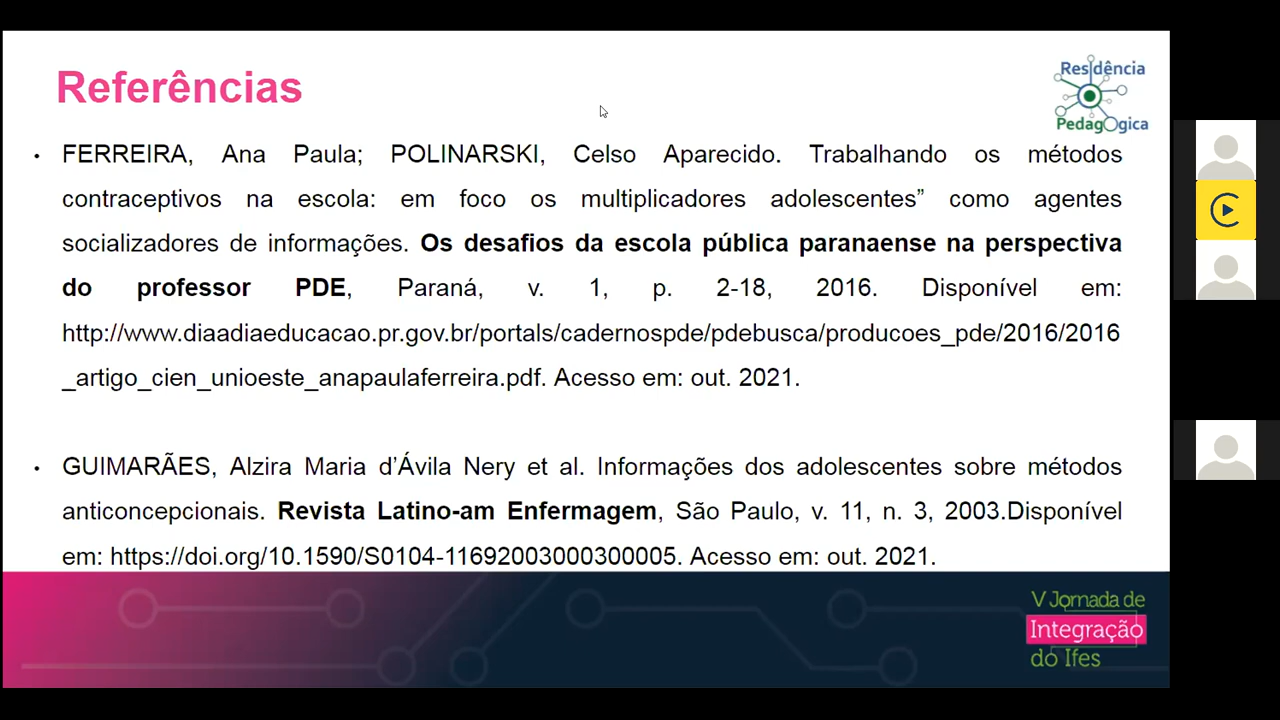 Referências
Residência
Pedagógica
• FERREIRA, Ana Paula; POLINARSKI, Celso Aparecido. Trabalhando os métodos
contraceptivos na escola: em foco os multiplicadores adolescentes” como agentes
socializadores de informações. Os desafios da escola pública paranaense na perspectiva
do professor PDE, Paraná, v. 1, p. 2-18, 2016. Disponível em:
http://www.diaadiaeducacao.pr.gov.br/portals/cadernospde/pdebusca/producoes_pde/2016/2016
_artigo_cien_unioeste_anapaulaferreira.pdf. Acesso em: out. 2021.
• GUIMARÃES, Alzira Maria d’Ávila Nery et al. Informações dos adolescentes sobre métodos
anticoncepcionais. Revista Latino-am Enfermagem, São Paulo, v. 11, n. 3, 2003.Disponível
em: https://doi.org/10.1590/S0104-11692003000300005. Acesso em: out. 2021.
V Jornada de
Integração
do Ifes